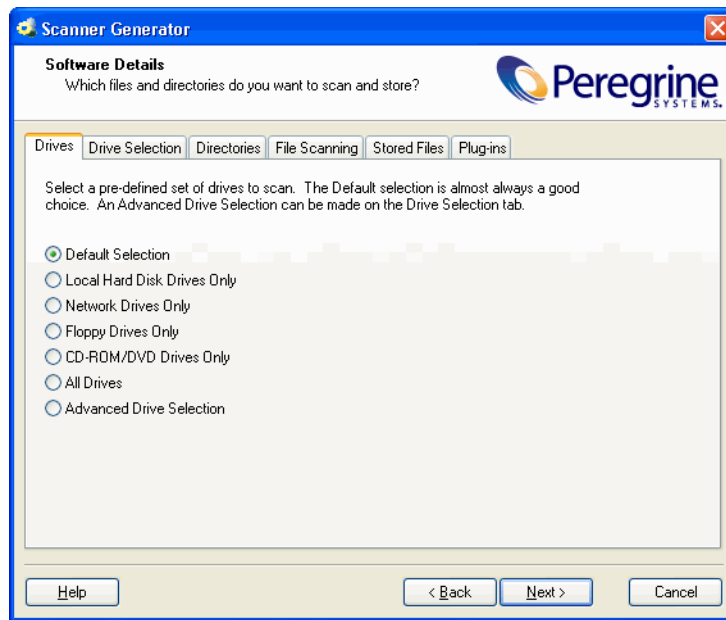 Scanner Generator
Software Details
Which files and directories do you want to scan and store?
Peregrine
SYSTEMS.
Drives
Drive Selection
Directories
File Scanning
Stored Files
Plug-ins
Select a pre-defined set of drives to scan. The Default selection is almost always a good
choice. An Advanced Drive Selection can be made on the Drive Selection tab.
Default Selection
Local Hard Disk Drives Only
Network Drives Only
Floppy Drives Only
CD-ROM/DVD Drives Only
All Drives
Advanced Drive Selection
Help
< Back
Next >
Cancel